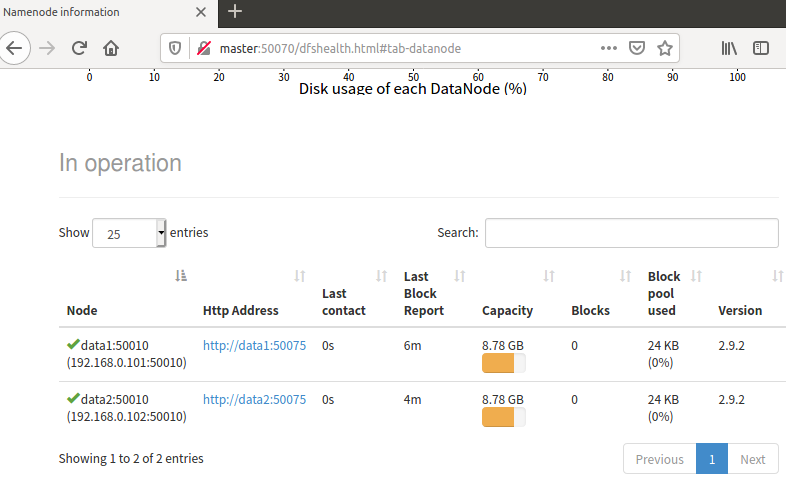 Namenode information
master:50070/dfshealth.html#tab-datanode
0 10 20 30 40 50 60 70 80 90 100
Disk usage of each DataNode (%)
In operation
Show 25 entries Search:
Node Http Address Last contact Last Block Report Capacity Blocks Block pool used Version
data1:50010 http://data1:50075 0s 6m 8.78 GB 0 24 KB 2.9.2
(192.168.0.101:50010) (0%)
data2:50010 http://data2:50075 0s 4m 8.78 GB 0 24 KB 2.9.2
(192.168.0.102:50010) (0%)
Showing 1 to 2 of 2 entries Previous 1 Next